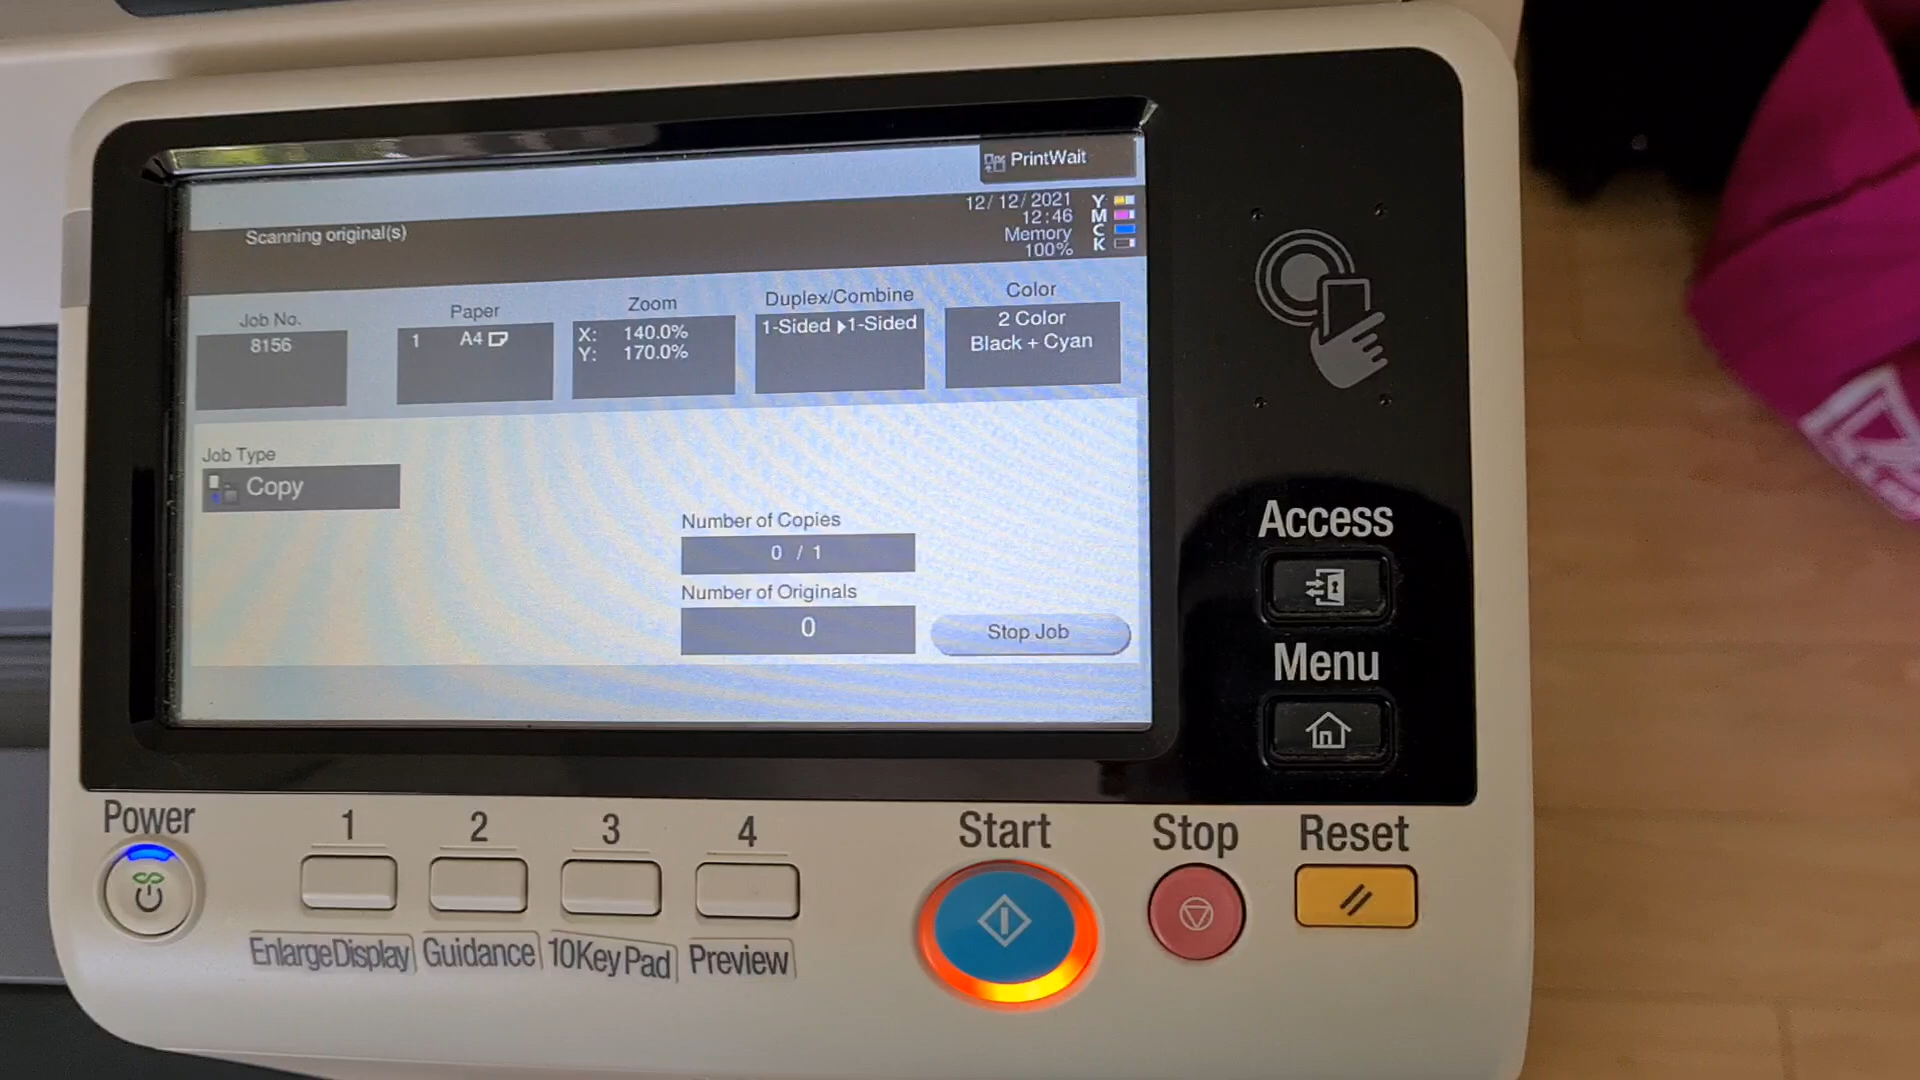 PrintWait
Scanning original(s)
12/12/2021
12:46
Memory
100%
Y
M
C
K
Job No.
8156
Paper
1 A4
Zoom
X: 140.0%
Y: 170.0%
Duplex/Combine
1-Sided ▶1-Sided
Color
2 Color
Black + Cyan
Job Type
Copy
Number of Copies
0 / 1
Number of Originals
0
Stop Job
Access
Menu
Power
1
2
3
4
Start
Stop
Reset
EnlargeDisplay
Guidance
10KeyPad
Preview